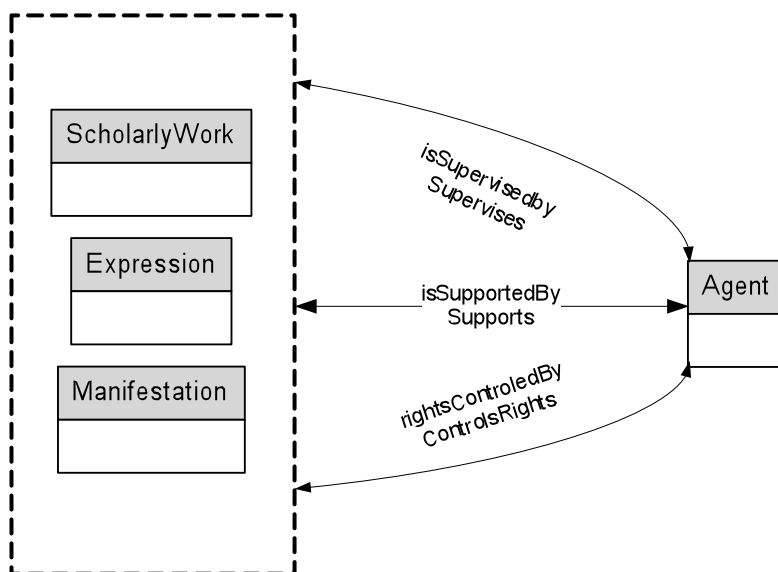 ScholarlyWork
Expression
Manifestation
isSupervisedby
Supervises
isSupportedBy
Supports
rightsControledBy
ControlsRights
Agent